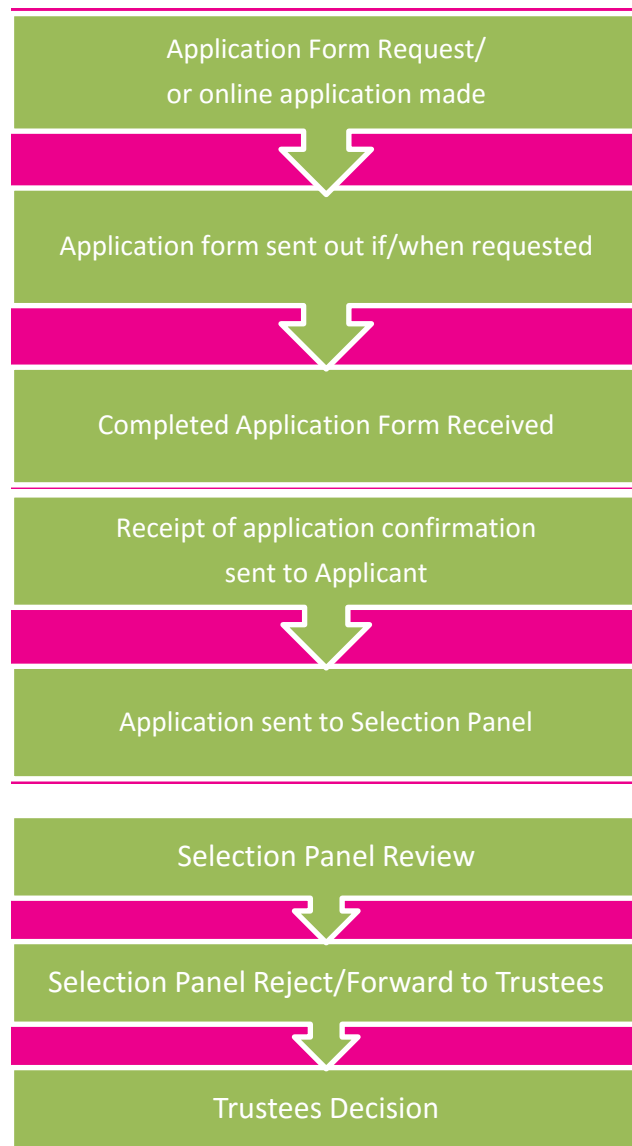 Application Form Request/
or online application made
Application form sent out if/when requested
Completed Application Form Received
Receipt of application confirmation
sent to Applicant
Application sent to Selection Panel
Selection Panel Review
Selection Panel Reject/Forward to Trustees
Trustees Decision